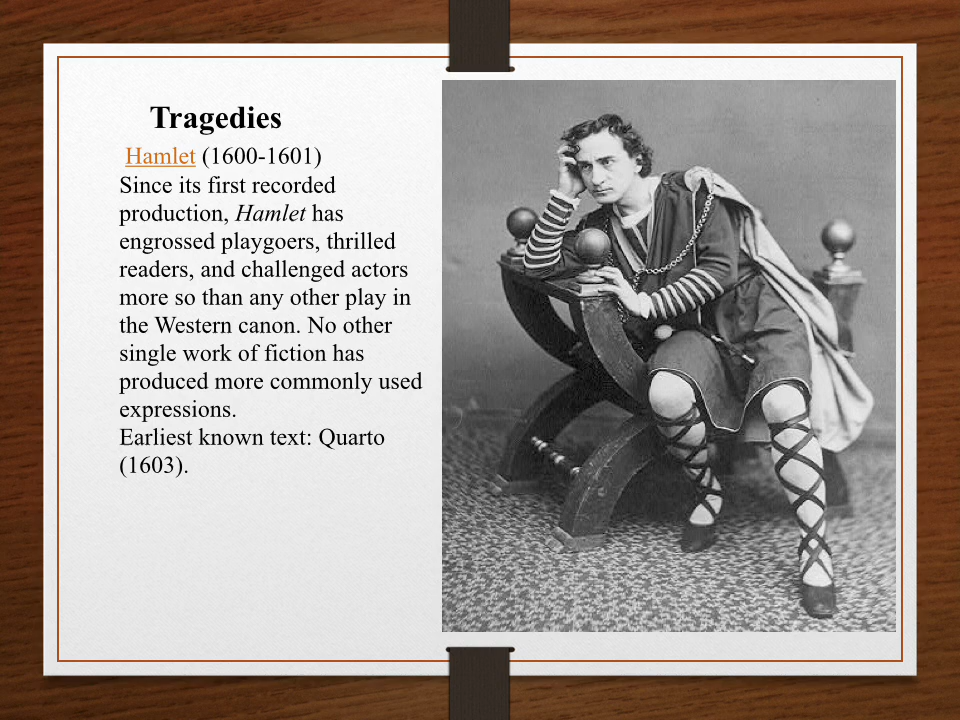 Tragedies
Hamlet (1600-1601)
Since its first recorded
production, Hamlet has
engrossed playgoers, thrilled
readers, and challenged actors
more so than any other play in
the Western canon. No other
single work of fiction has
produced more commonly used
expressions.
Earliest known text: Quarto
(1603).